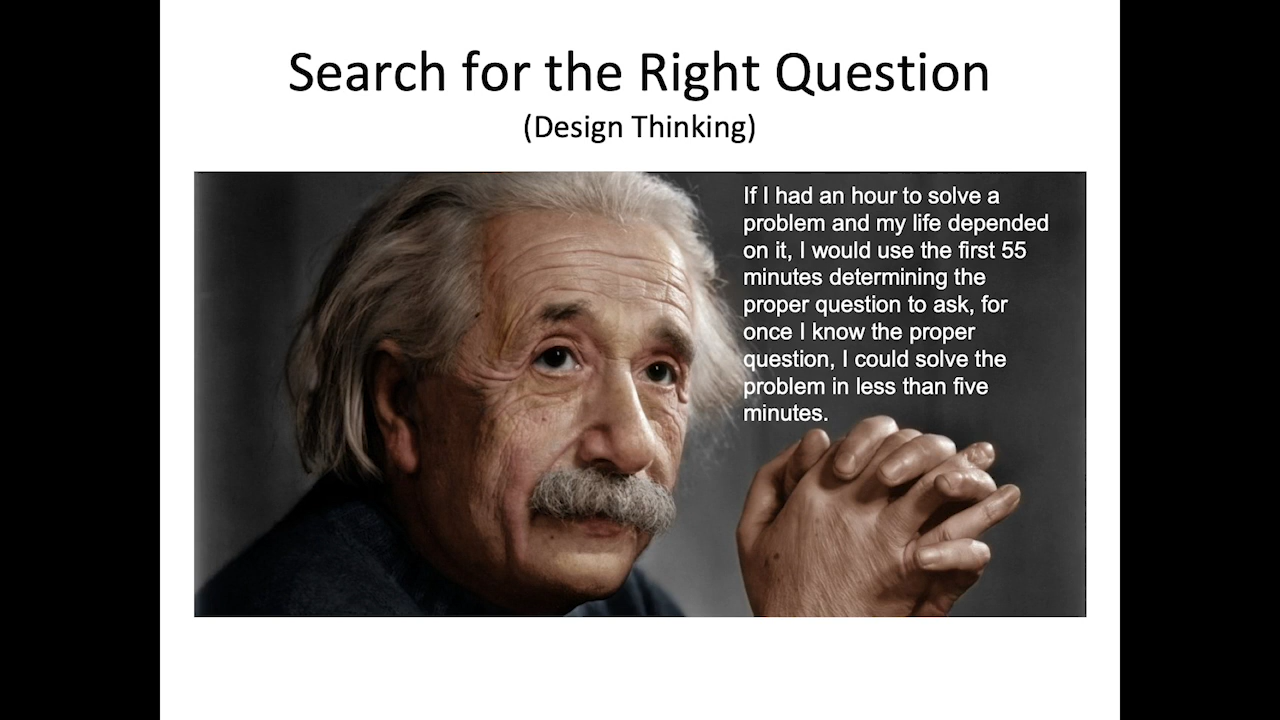 Search for the Right Question
(Design Thinking)
If I had an hour to solve a
problem and my life depended
on it, I would use the first 55
minutes determining the
proper question to ask, for
once I know the proper
question, I could solve the
problem in less than five
minutes.